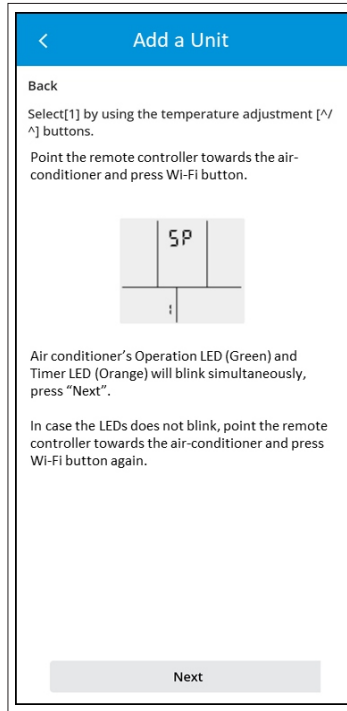 Add a Unit
Back
Select[1] by using the temperature adjustment [^/
^] buttons.
Point the remote controller towards the air-
conditioner and press Wi-Fi button.
SP
1
Air conditioner's Operation LED (Green) and
Timer LED (Orange) will blink simultaneously,
press “Next”.
In case the LEDs does not blink, point the remote
controller towards the air-conditioner and press
Wi-Fi button again.
Next